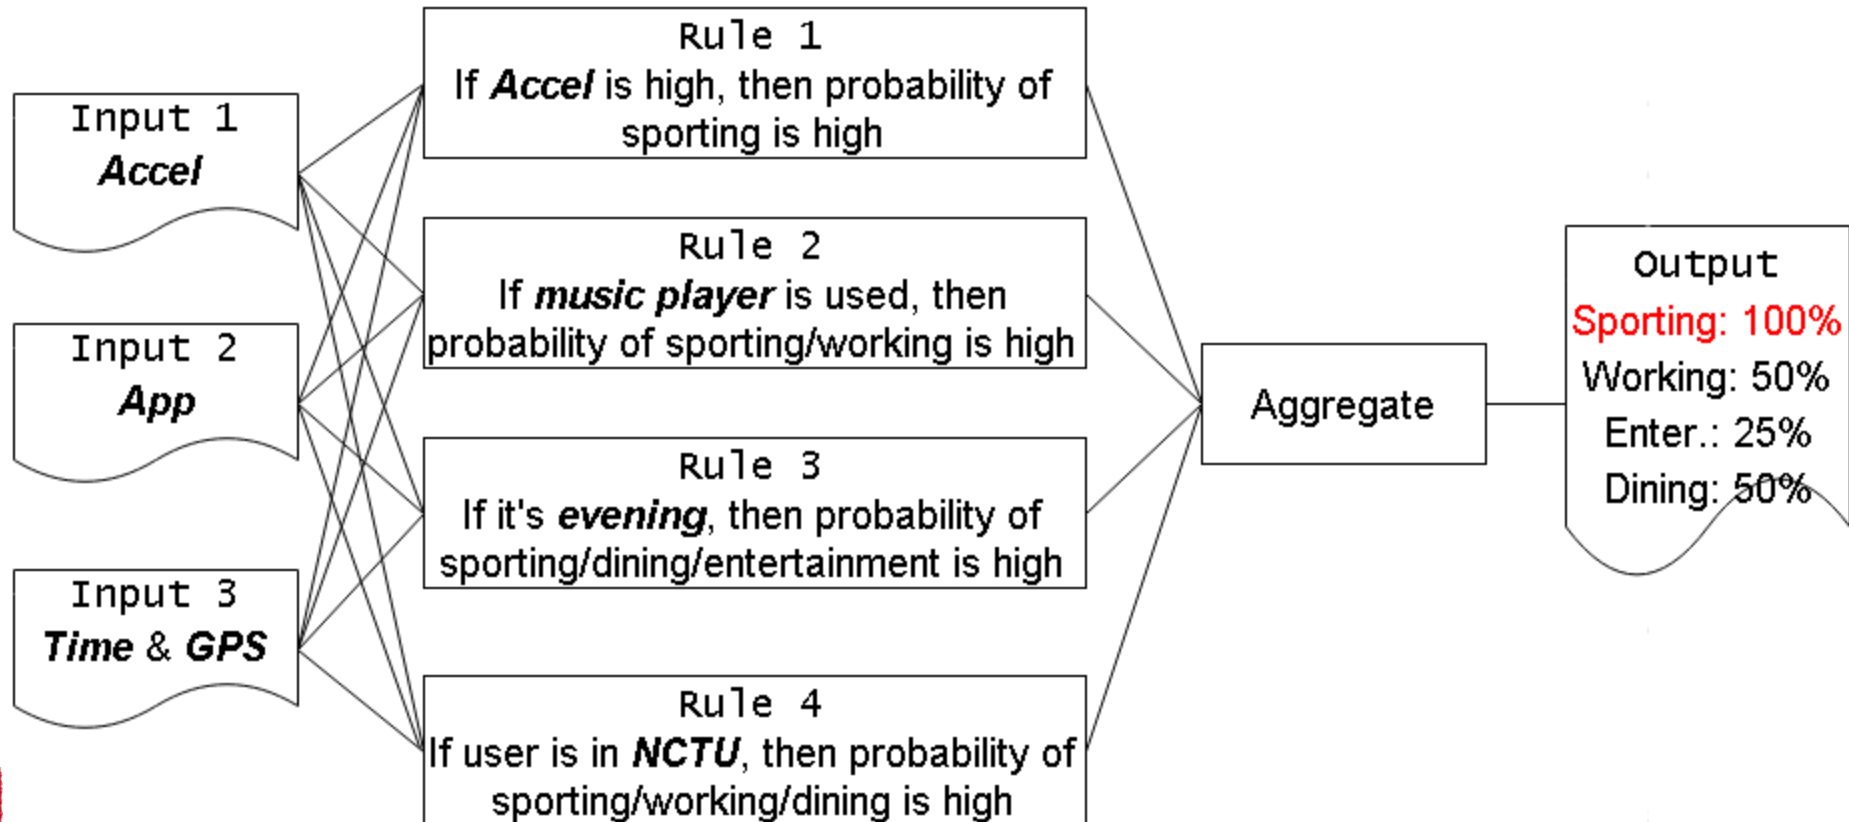 Input 1
Accel
Input 2
App
Input 3
Time & GPS
Rule 1
If Accel is high, then probability of
sporting is high
Rule 2
If music player is used, then
probability of sporting/working is high
Rule 3
If it's evening, then probability of
sporting/dining/entertainment is high
Rule 4
If user is in NCTU, then probability of
sporting/working/dining is high
Aggregate
Output
Sporting: 100%
Working: 50%
Enter.: 25%
Dining: 50%